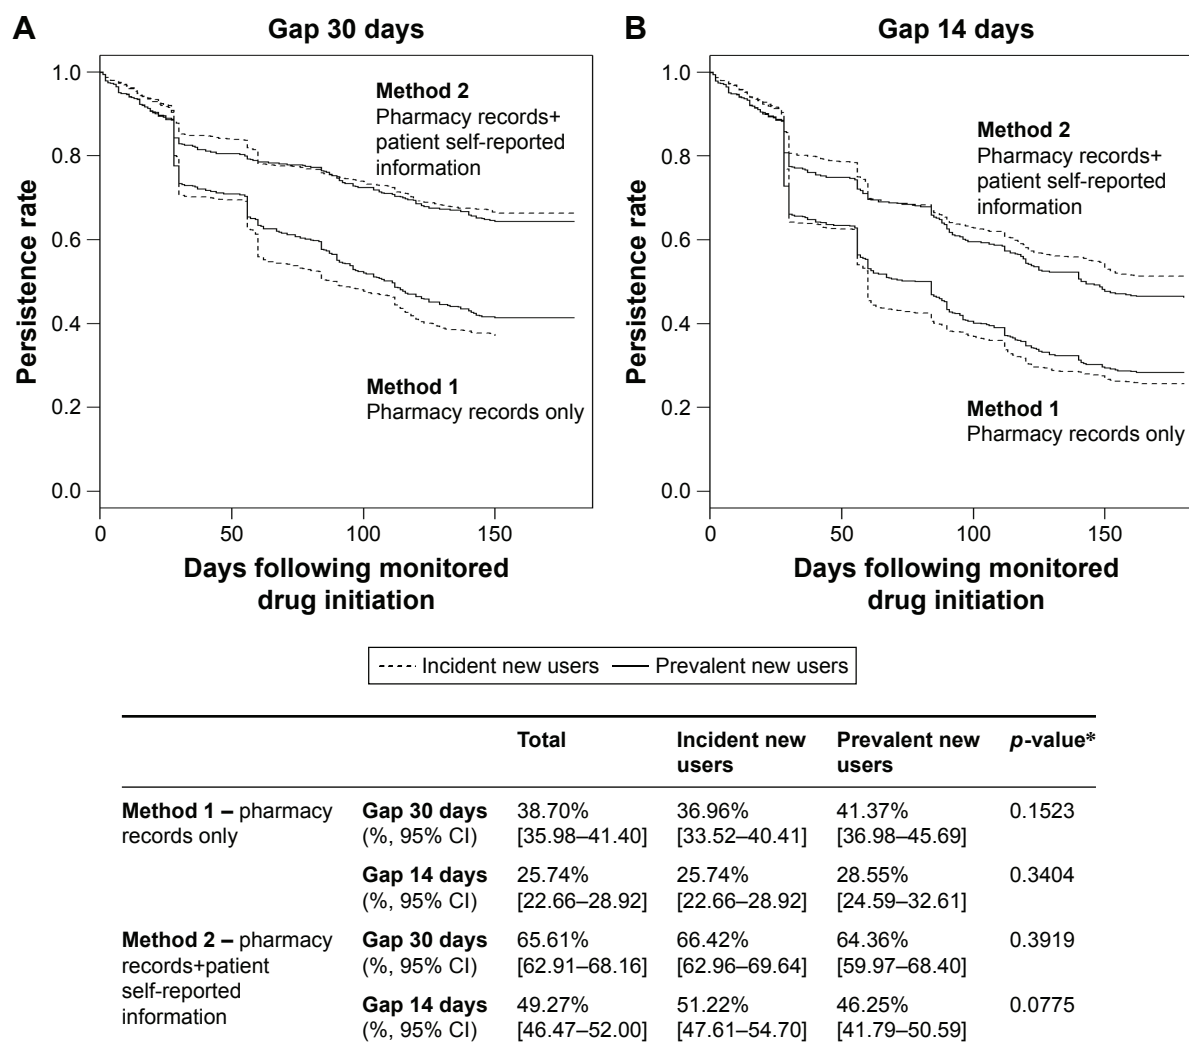 A
Gap 30 days
1.0
0.8
0.6
0.4
0.2
0.0
Persistence rate
Method 2
Pharmacy records+
patient self-reported
information
Method 1
Pharmacy records only
0 50 100 150
Days following monitored
drug initiation
B
Gap 14 days
1.0
0.8
0.6
0.4
0.2
0.0
Persistence rate
Method 2
Pharmacy records+
patient self-reported
information
Method 1
Pharmacy records only
0 50 100 150
Days following monitored
drug initiation
Incident new users Prevalent new users
Total Incident new Prevalent new p-value*
users users
Method 1 – pharmacy Gap 30 days 38.70% 36.96% 41.37% 0.1523
records only (%, 95% CI) [35.98–41.40] [33.52–40.41] [36.98–45.69]
Gap 14 days 25.74% 25.74% 28.55% 0.3404
(%, 95% CI) [22.66–28.92] [22.66–28.92] [24.59–32.61]
Method 2 – pharmacy Gap 30 days 65.61% 66.42% 64.36% 0.3919
records+patient (%, 95% CI) [62.91–68.16] [62.96–69.64] [59.97–68.40]
self-reported Gap 14 days 49.27% 51.22% 46.25% 0.0775
information (%, 95% CI) [46.47–52.00] [47.61–54.70] [41.79–50.59]